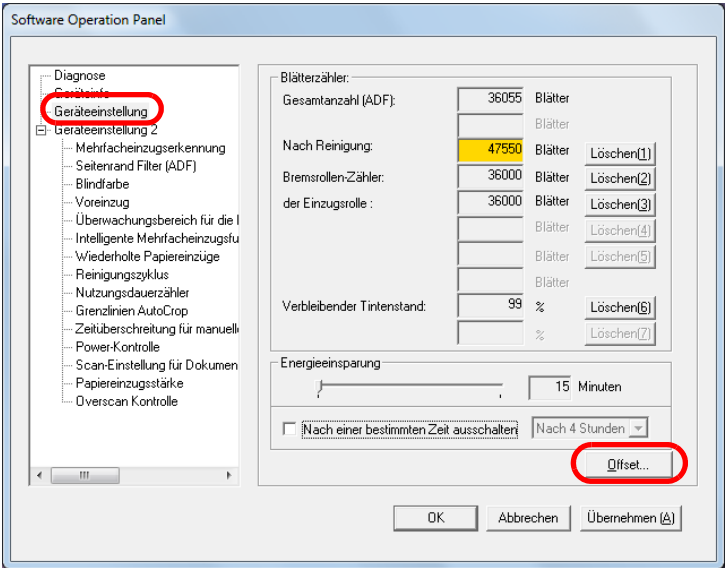 Software Operation Panel
Diagnose
Geräteinfo
Geräteeinstellung
Geräteeinstellung 2
Mehrfacheinzugserkennung
Seitenrand Filter (ADF)
Blindfarbe
Voreinzug
Überwachungsbereich für die
Intelligente Mehrfacheinzugsfu
Wiederholte Papiereinzüge
Reinigungszyklus
Nutzungsdauerzähler
Grenzlinien AutoCrop
Zeitüberschreitung für manuell
Power-Kontrolle
Scan-Einstellung für Dokumen
Papiereinzugsstärke
Overscan Kontrolle
Blätterzähler:
Gesamtanzahl (ADF): 36055 Blätter
Blätter
Nach Reinigung: 47550 Blätter Löschen(1)
Bremsrollen-Zähler: 36000 Blätter Löschen(2)
der Einzugsrolle : 36000 Blätter Löschen(3)
Blätter Löschen(4)
Blätter Löschen(5)
Blätter
Verbleibender Tintenstand: 99 % Löschen(6)
% Löschen(7)
Energieeinsparung
15 Minuten
Nach einer bestimmten Zeit ausschalten Nach 4 Stunden
Offset...
OK Abbrechen Übernehmen (A)